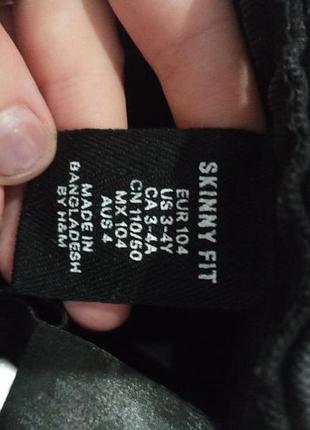 SKINNY FIT
EUR 104
US 3-4Y
CA 3-4A
CN 110/50
MX 104
AUS 4
MADE IN
BANGLADESH
BY H&M